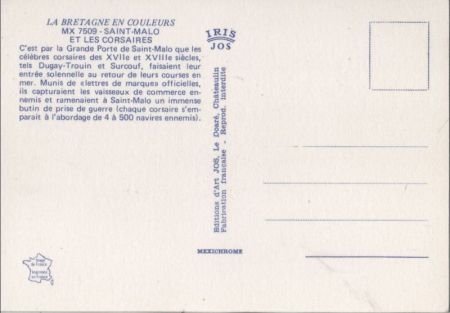 LA BRETAGNE EN COULEURS
MX 7509 - SAINT-MALO
ET LES CORSAIRES
C'est par la Grande Porte de Saint-Malo que les
célèbres corsaires des XVIIe et XVIIIe siècles,
tels Dugay-Trouin et Surcouf, faisaient leur
entrée solennelle au retour de leurs courses en
mer. Munis de «lettres de marques officielles,
ils capturaient les vaisseaux de commerce en-
nemis et ramenaient à Saint-Malo un immense
butin de prise de guerre (chaque corsaire s'em-
parait à l'abordage de 4 à 500 navires ennemis).
IRIS
JOS
Editions d'Art JOS, Le Doaré, Châteaulin
Fabrication française - Reprod. interdite
MEXICHROME